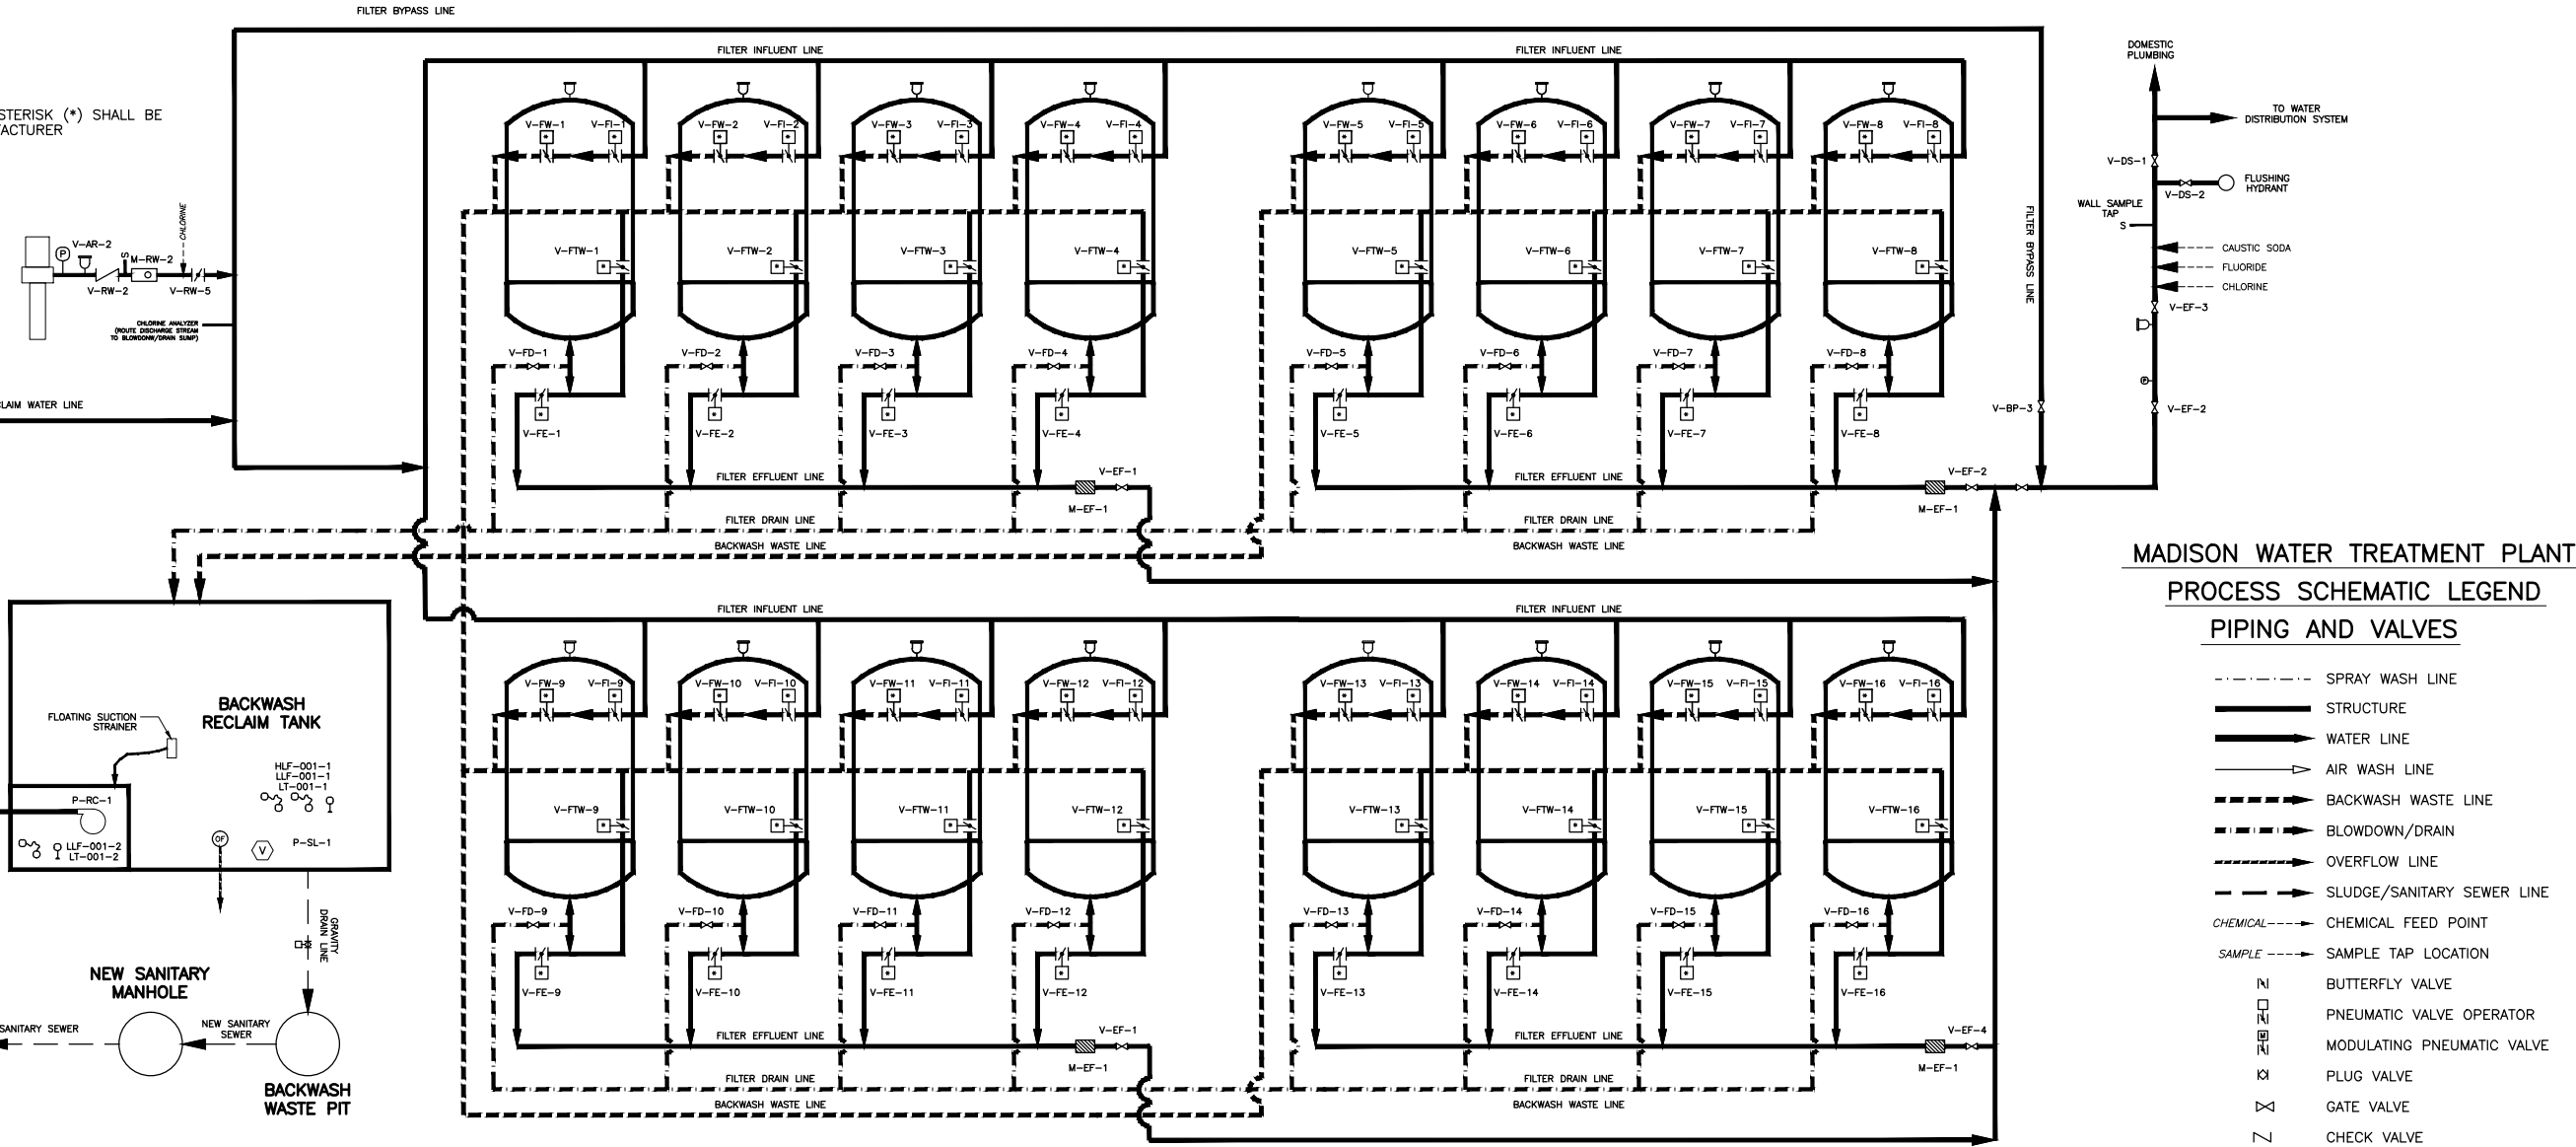 FILTER BYPASS LINE
FILTER INFLUENT LINE
FILTER INFLUENT LINE
DOMESTIC
PLUMBING
STERISK (*) SHALL BE
FACTURER
TO WATER
DISTRIBUTION SYSTEM
V-FW-1 V-FI-1 V-FW-2 V-FI-2 V-FW-3 V-FI-3 V-FW-4 V-FI-4 V-FW-5 V-FI-5 V-FW-6 V-FI-6 V-FW-7 V-FI-7 V-FW-8 V-FI-8
V-DS-1
FLUSHING
HYDRANT
V-DS-2
WALL SAMPLE
TAP
S
FILTER BYPASS LINE
CHLORINE
P
V-AR-2
S
M-RW-2
V-RW-2
V-RW-5
V-FTW-1 V-FTW-2 V-FTW-3 V-FTW-4 V-FTW-5 V-FTW-6 V-FTW-7 V-FTW-8
CAUSTIC SODA
FLUORIDE
CHLORINE
V-EF-3
CHLORINE ANALYZER
(ROUTE DISCHARGE STREAM
TO BLOWDOWN/DRAIN SUMP)
V-FD-1 V-FD-2 V-FD-3 V-FD-4 V-FD-5 V-FD-6 V-FD-7 V-FD-8
P
CLAIM WATER LINE
V-BP-3
V-EF-2
V-FE-1 V-FE-2 V-FE-3 V-FE-4 V-FE-5 V-FE-6 V-FE-7 V-FE-8
FILTER EFFLUENT LINE
V-EF-1
FILTER EFFLUENT LINE
V-EF-2
M-EF-1
M-EF-1
FILTER DRAIN LINE
FILTER DRAIN LINE
BACKWASH WASTE LINE
BACKWASH WASTE LINE
MADISON WATER TREATMENT PLANT
PROCESS SCHEMATIC LEGEND
PIPING AND VALVES
FILTER INFLUENT LINE
FILTER INFLUENT LINE
V-FW-9 V-FI-9 V-FW-10 V-FI-10 V-FW-11 V-FI-11 V-FW-12 V-FI-12 V-FW-13 V-FI-13 V-FW-14 V-FI-14 V-FW-15 V-FI-15 V-FW-16 V-FI-16
BACKWASH
RECLAIM TANK
FLOATING SUCTION
STRAINER
HLF-001-1
LLF-001-1
LT-001-1
P-RC-1
LLF-001-2
LT-001-2
OF
V
P-SL-1
V-FTW-9 V-FTW-10 V-FTW-11 V-FTW-12 V-FTW-13 V-FTW-14 V-FTW-15 V-FTW-16
GRAVITY
DRAIN LINE
V-FD-9 V-FD-10 V-FD-11 V-FD-12 V-FD-13 V-FD-14 V-FD-15 V-FD-16
NEW SANITARY
MANHOLE
V-FE-9 V-FE-10 V-FE-11 V-FE-12 V-FE-13 V-FE-14 V-FE-15 V-FE-16
SANITARY SEWER
NEW SANITARY
SEWER
BACKWASH
WASTE PIT
FILTER EFFLUENT LINE
V-EF-1
FILTER EFFLUENT LINE
V-EF-4
M-EF-1
M-EF-1
FILTER DRAIN LINE
FILTER DRAIN LINE
BACKWASH WASTE LINE
BACKWASH WASTE LINE
SPRAY WASH LINE
STRUCTURE
WATER LINE
AIR WASH LINE
BACKWASH WASTE LINE
BLOWDOWN/DRAIN
OVERFLOW LINE
SLUDGE/SANITARY SEWER LINE
CHEMICAL CHEMICAL FEED POINT
SAMPLE SAMPLE TAP LOCATION
BUTTERFLY VALVE
PNEUMATIC VALVE OPERATOR
MODULATING PNEUMATIC VALVE
PLUG VALVE
GATE VALVE
CHECK VALVE